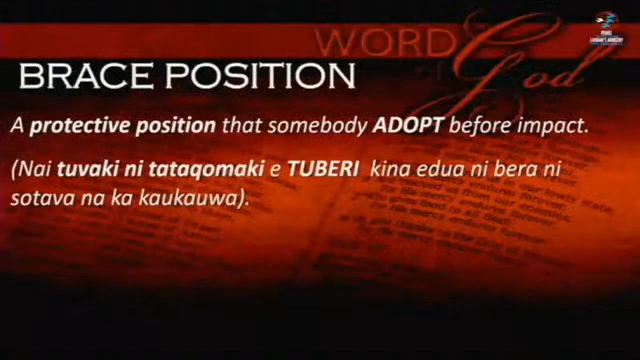 WORD
of God
BRACE POSITION
A protective position that somebody ADOPT before impact.
(Nai tuvaki ni tataqomaki e TUBERI kina edua ni bera ni
sotava na ka kaukauwa).